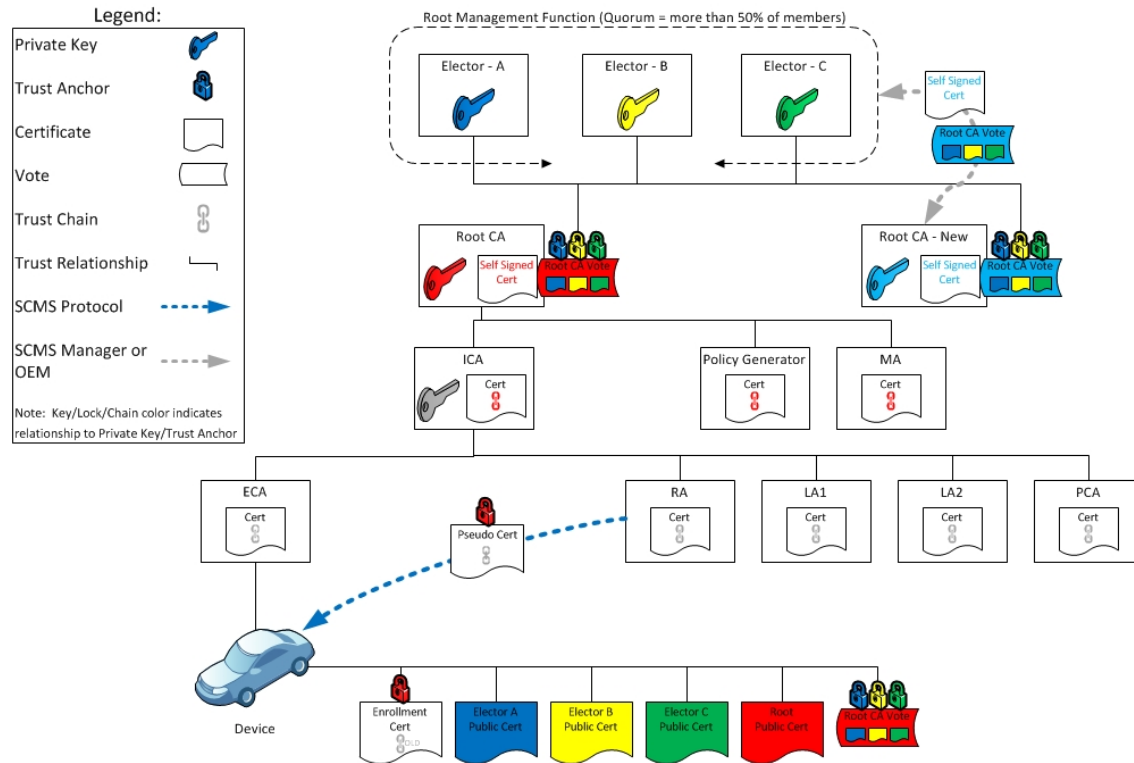 Legend:
Private Key
Trust Anchor
Certificate
Vote
Trust Chain
Trust Relationship
SCMS Protocol
SCMS Manager or
OEM
Note:  Key/Lock/Chain color indicates
relationship to Private Key/Trust Anchor
Root Management Function (Quorum = more than 50% of members)
Elector - A
Elector - B
Elector - C
Self Signed
Cert
Root CA Vote
Root CA
Self Signed
Cert
Root CA Vote
Root CA - New
Self Signed
Cert
Root CA Vote
ICA
Cert
Policy Generator
Cert
MA
Cert
ECA
Cert
Pseudo Cert
RA
Cert
LA1
Cert
LA2
Cert
PCA
Cert
Device
Enrollment
Cert
OLD
Elector A
Public Cert
Elector B
Public Cert
Elector C
Public Cert
Root
Public Cert
Root CA Vote